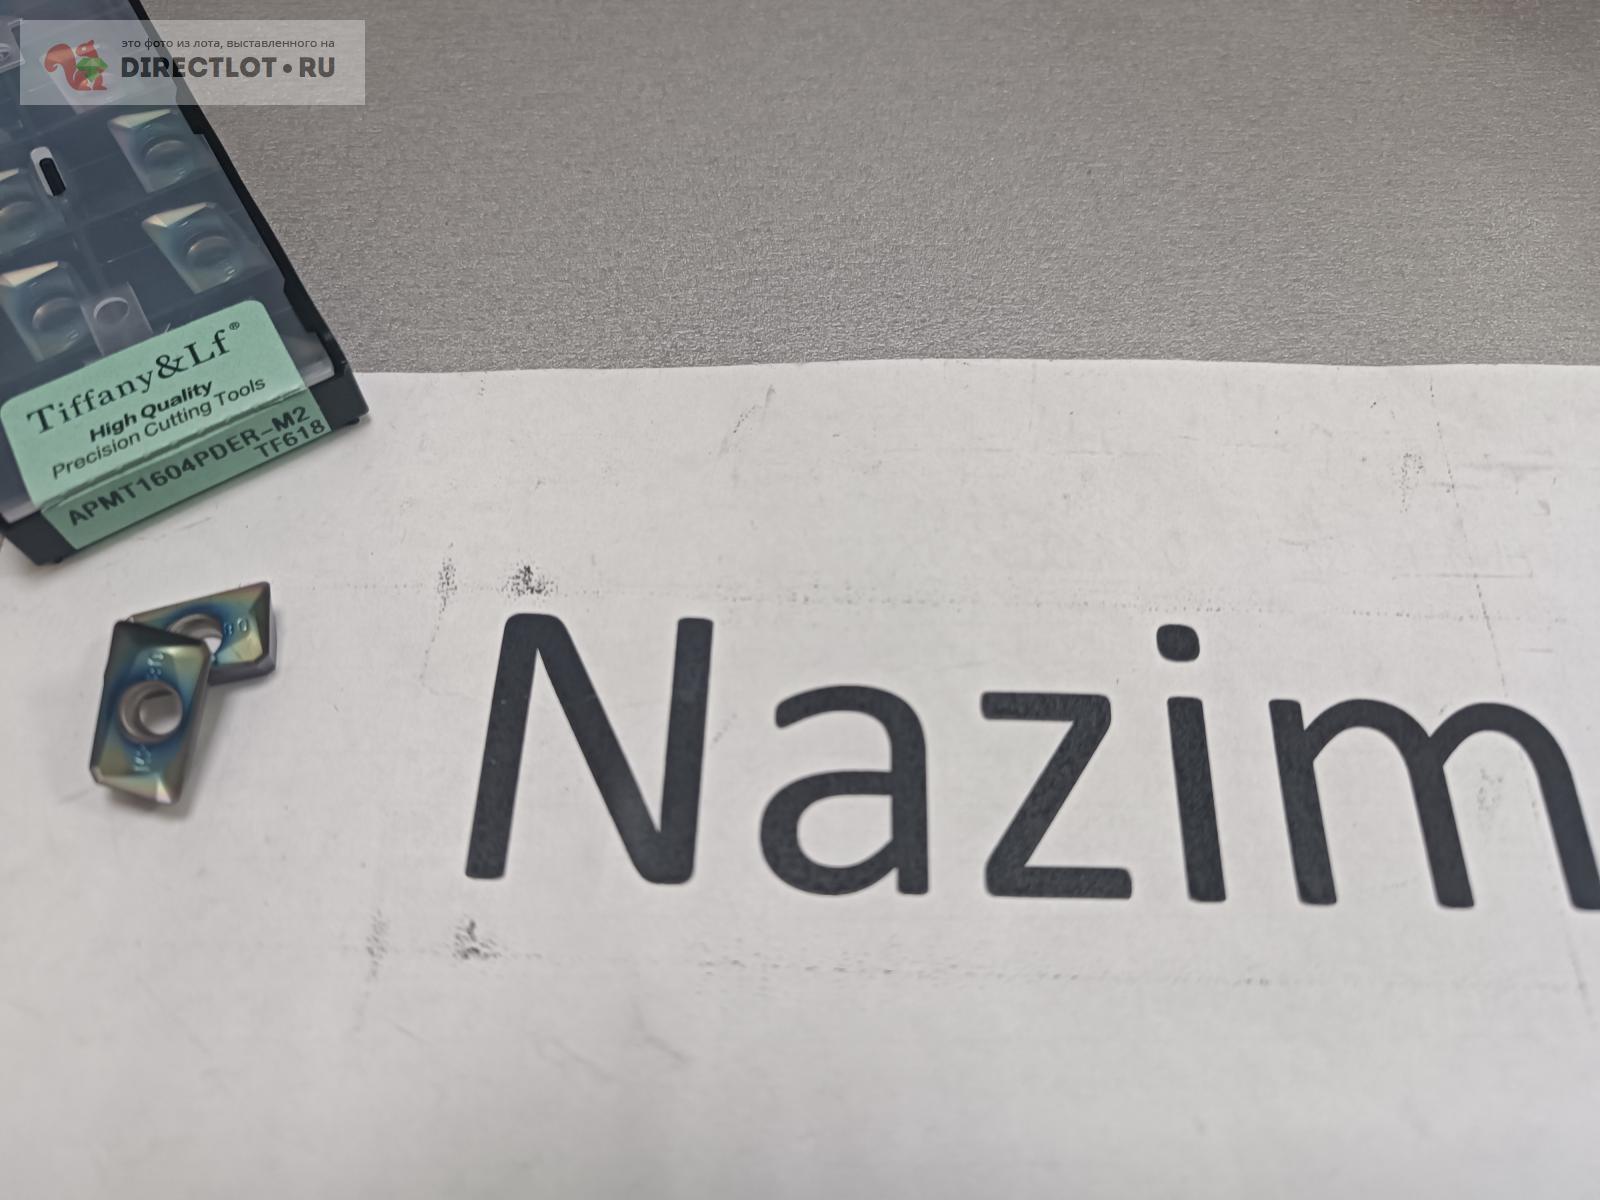 это фото из лота, выставленного на
DIRECTLOT•RU
Tiffany&Lf®
High Quality
Precision Cutting Tools
APMT1604PDER-M2
TF618
Nazim